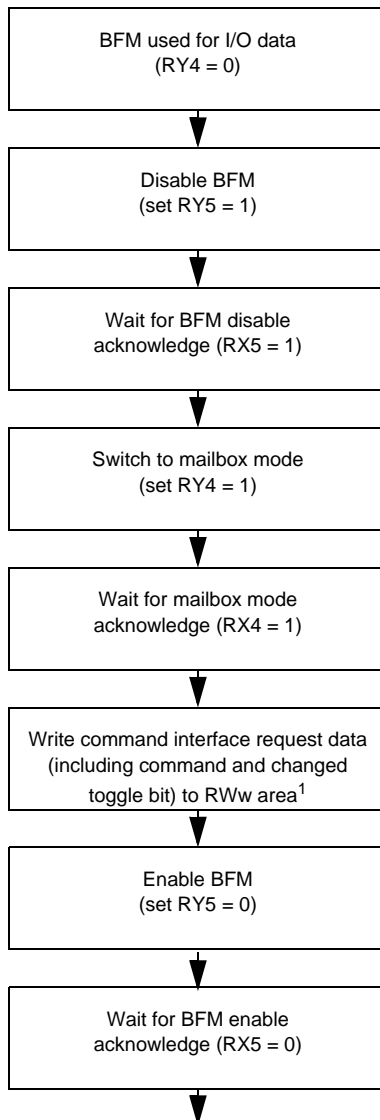 BFM used for I/O data
(RY4 = 0)
Disable BFM
(set RY5 = 1)
Wait for BFM disable
acknowledge (RX5 = 1)
Switch to mailbox mode
(set RY4 = 1)
Wait for mailbox mode
acknowledge (RX4 = 1)
Write command interface request data
(including command and changed
toggle bit) to RWw area1
Enable BFM
(set RY5 = 0)
Wait for BFM enable
acknowledge (RX5 = 0)